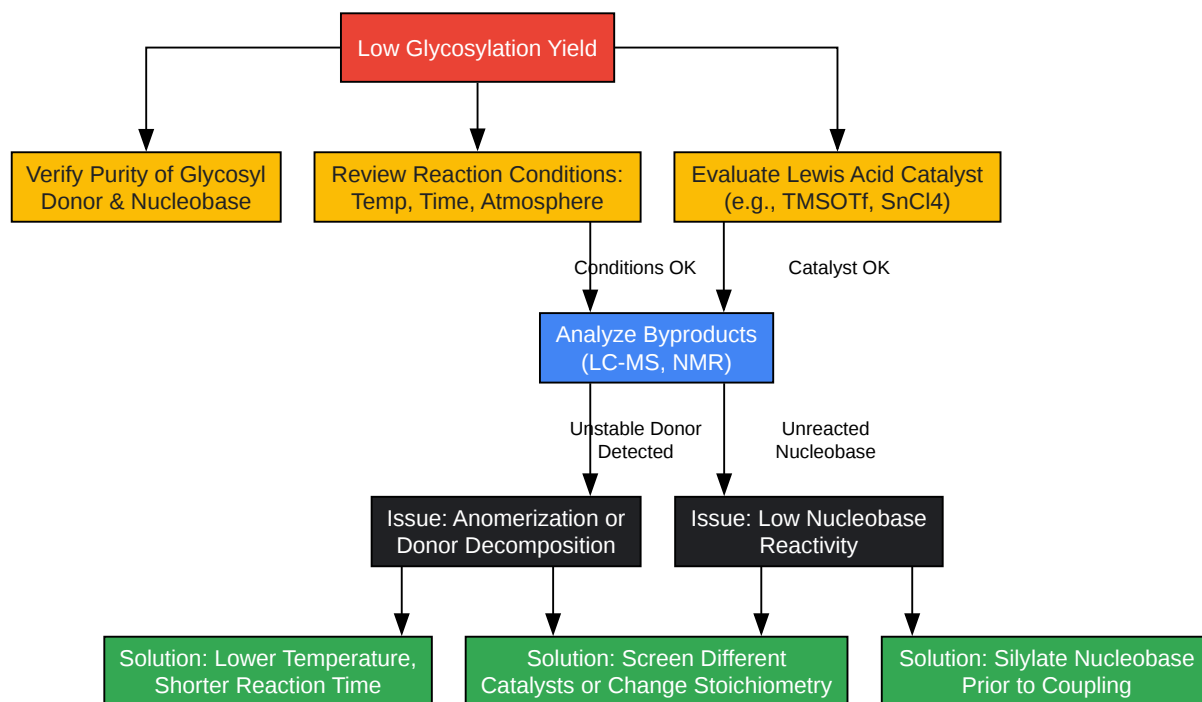 Low Glycosylation Yield
Verify Purity of Glycosyl
Donor & Nucleobase
Review Reaction Conditions:
Temp, Time, Atmosphere
Evaluate Lewis Acid Catalyst
(e.g., TMSOTf, SnCl4)
Conditions OK
Catalyst OK
Analyze Byproducts
(LC-MS, NMR)
Unstable Donor
Detected
Unreacted
Nucleobase
Issue: Anomerization or
Donor Decomposition
Issue: Low Nucleobase
Reactivity
Solution: Lower Temperature,
Shorter Reaction Time
Solution: Screen Different
Catalysts or Change Stoichiometry
Solution: Silylate Nucleobase
Prior to Coupling